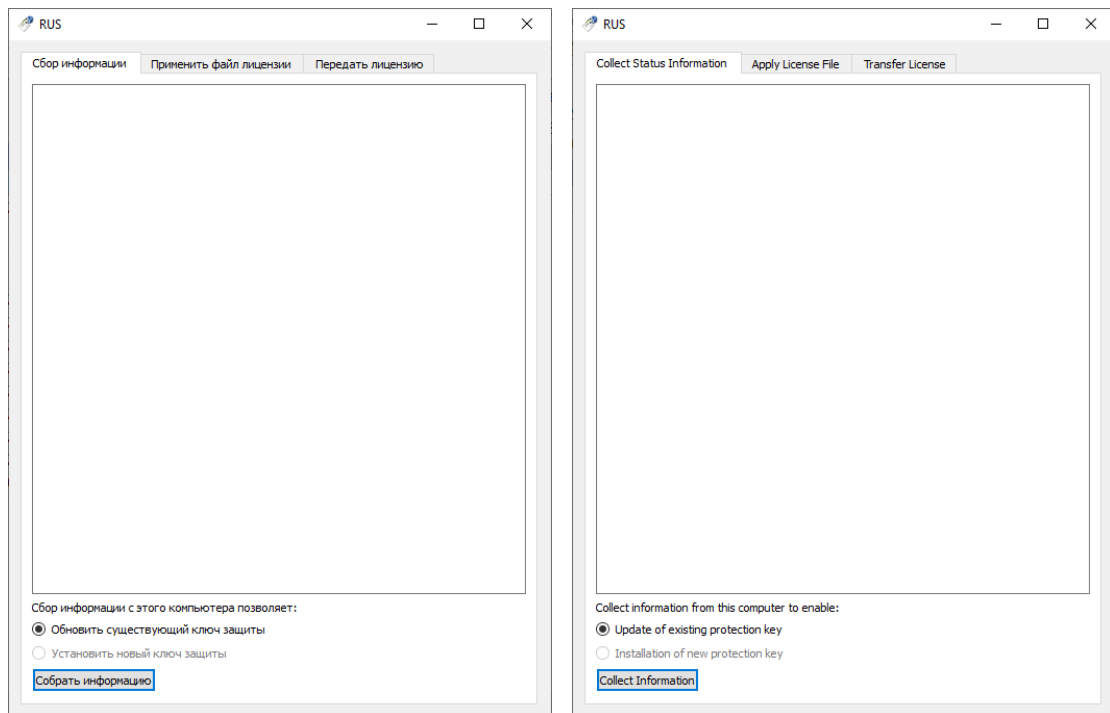 RUS
Сбор информации
Применить файл лицензии
Передать лицензию
Сбор информации с этого компьютера позволяет:
Обновить существующий ключ защиты
Установить новый ключ защиты
Собрать информацию
RUS
Collect Status Information
Apply License File
Transfer License
Collect information from this computer to enable:
Update of existing protection key
Installation of new protection key
Collect Information